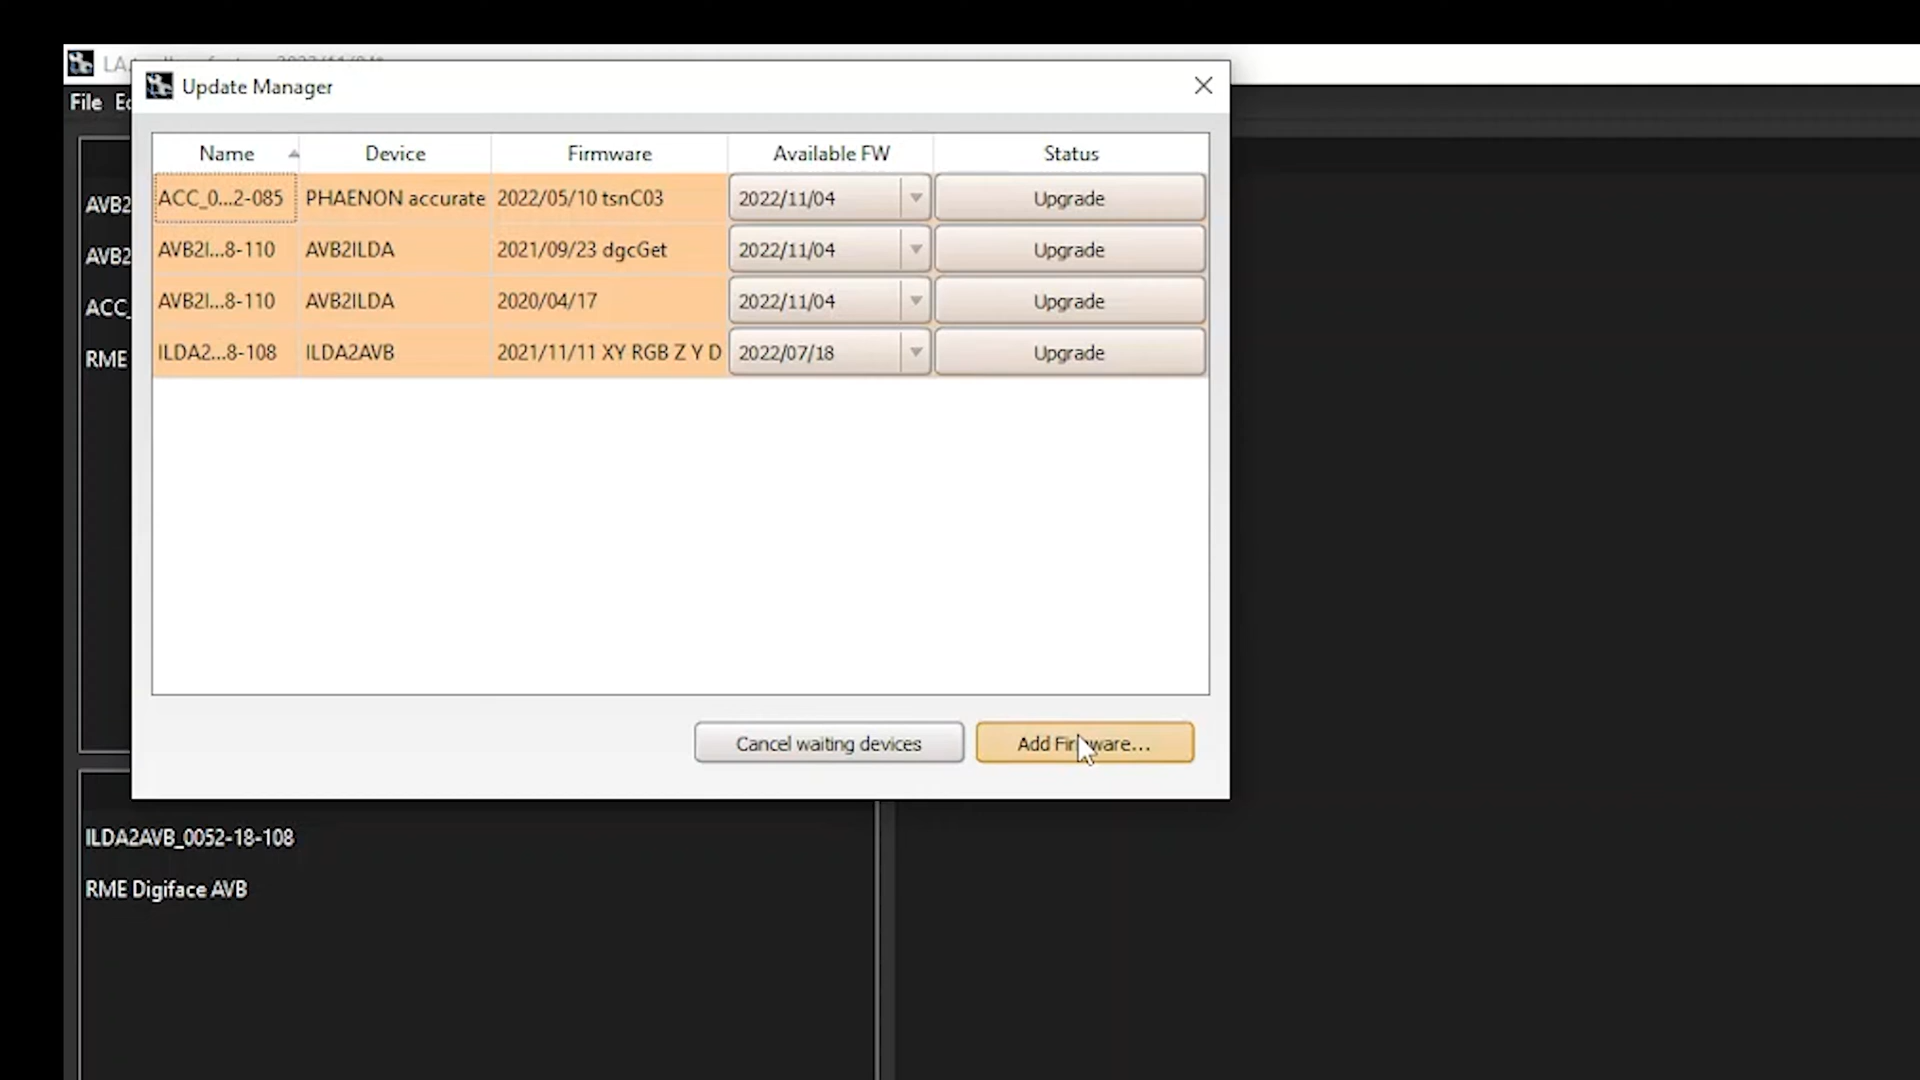 LA
Update Manager
File
Name Device Firmware Available FW Status
AVB2
ACC_0...2-085 PHAENON accurate 2022/05/10 tsnC03 2022/11/04 Upgrade
AVB2
AVB2I...8-110 AVB2ILDA 2021/09/23 dgcGet 2022/11/04 Upgrade
ACC_
AVB2I...8-110 AVB2ILDA 2020/04/17 2022/11/04 Upgrade
RME
ILDA2...8-108 ILDA2AVB 2021/11/11 XY RGB Z Y D 2022/07/18 Upgrade
Cancel waiting devices Add Firmware...
ILDA2AVB_0052-18-108
RME Digiface AVB